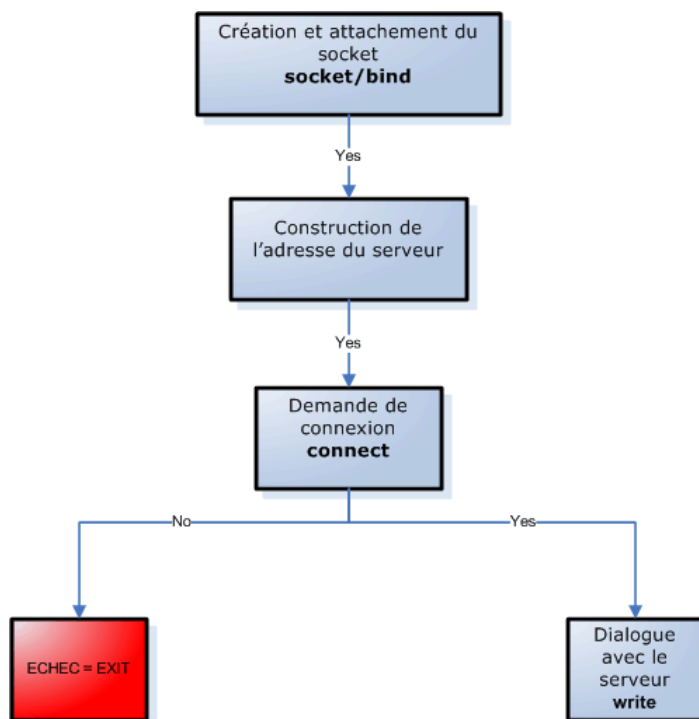 Création et attachement du
socket
socket/bind
Yes
Construction de
l'adresse du serveur
Yes
Demande de
connexion
connect
No
Yes
ECHEC = EXIT
Dialogue
avec le
serveur
write